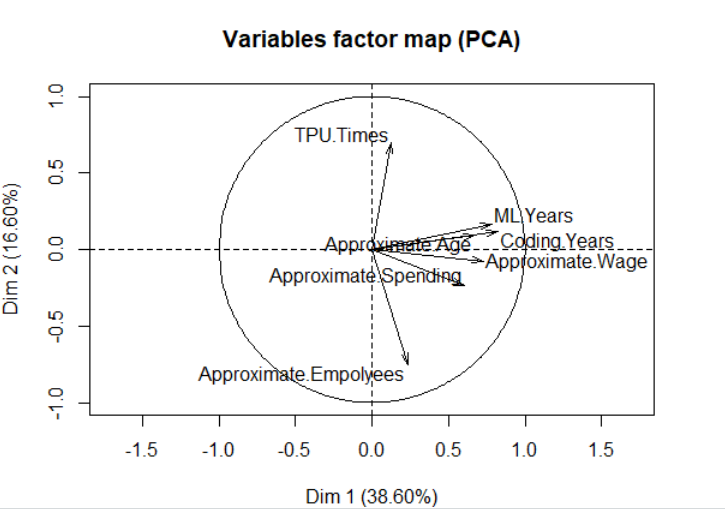 Variables factor map (PCA)
1.0
0.5
0.0
-0.5
-1.0
Dim 2 (16.60%)
TPU.Times
ML.Years
Coding.Years
Approximate.Age
Approximate.Wage
Approximate.Spending
Approximate.Empolyees
-1.5 -1.0 -0.5 0.0 0.5 1.0 1.5
Dim 1 (38.60%)